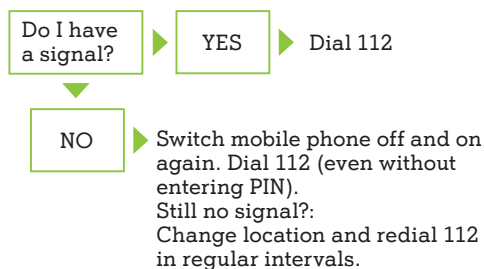 Do I have
a signal?
YES
Dial 112
NO
Switch mobile phone off and on
again. Dial 112 (even without
entering PIN).
Still no signal?:
Change location and redial 112
in regular intervals.